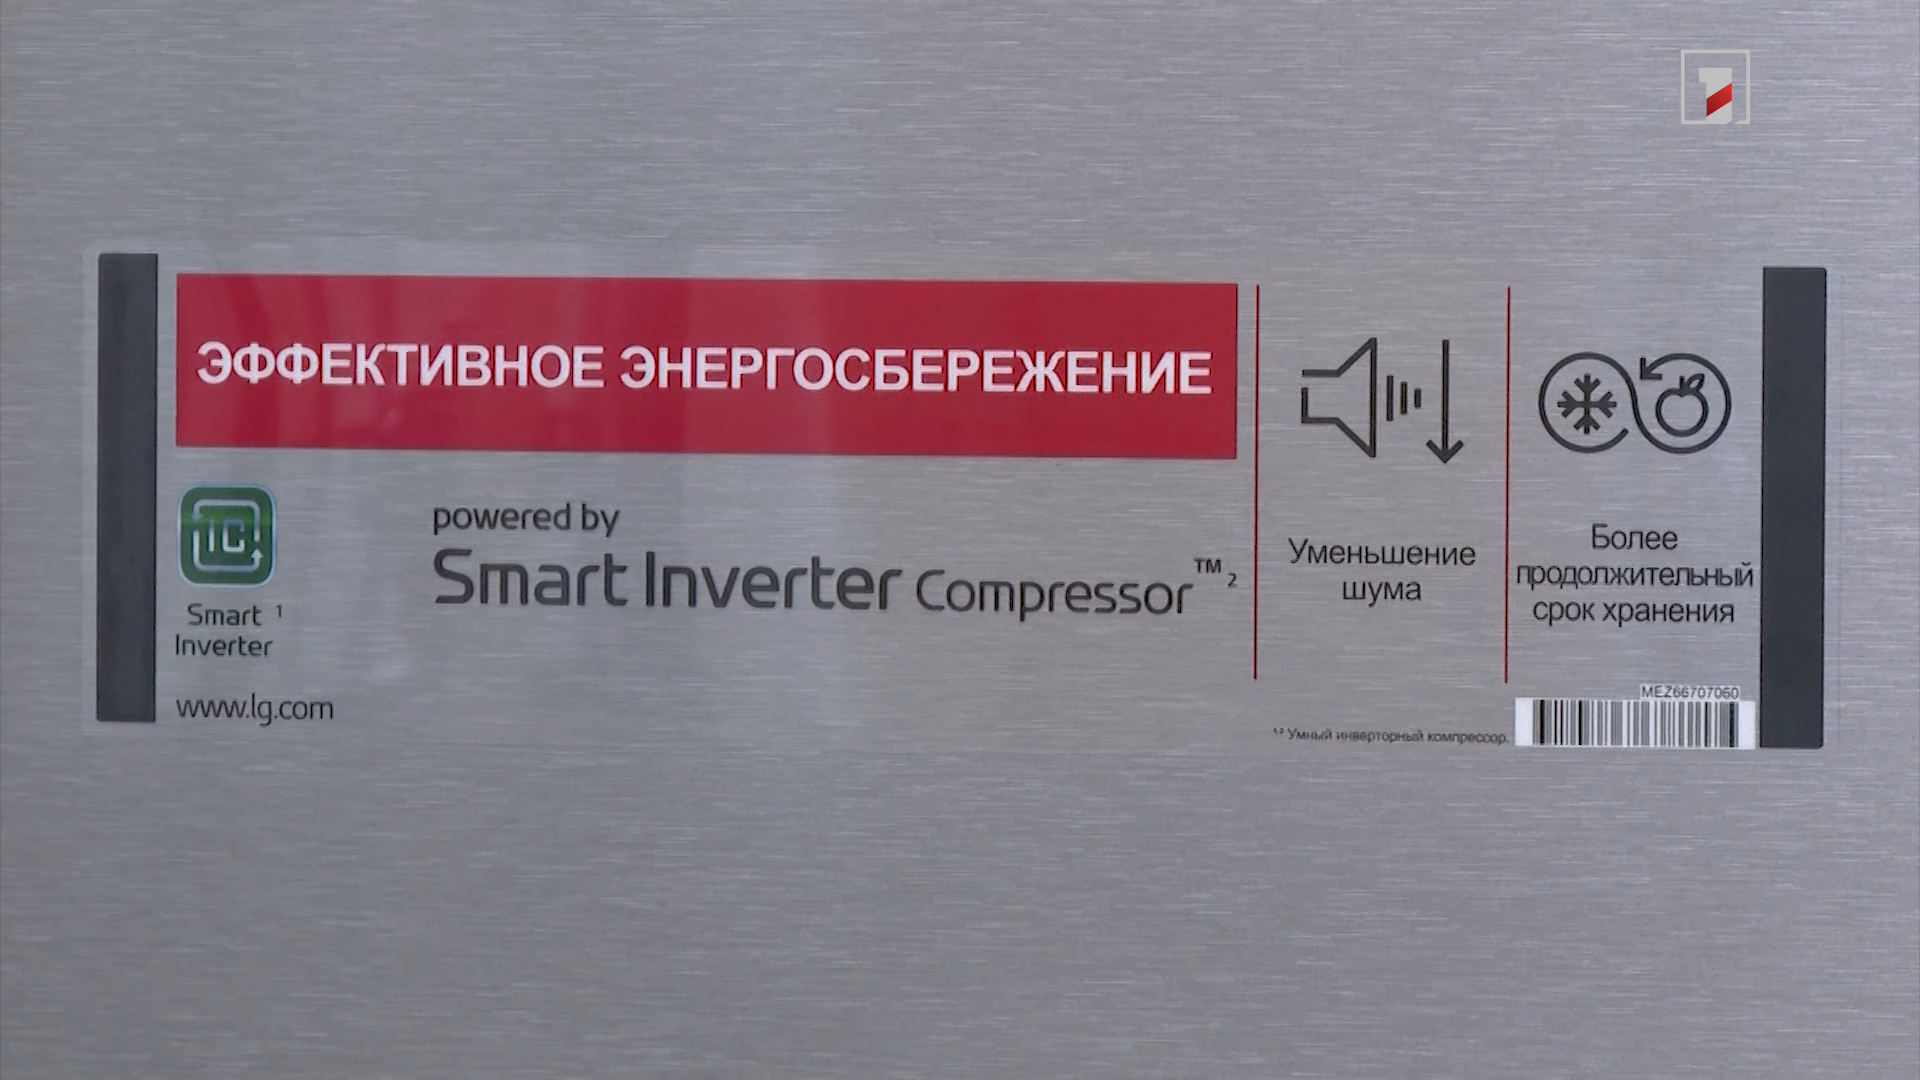 ЭФФЕКТИВНОЕ ЭНЕРГОСБЕРЕЖЕНИЕ
Smart ¹
Inverter
www.lg.com
powered by
Smart Inverter Compressor™ ₂
Уменьшение
шума
Более
продолжительный
срок хранения
MEZ66707060
¹·² Умный инверторный компрессор.